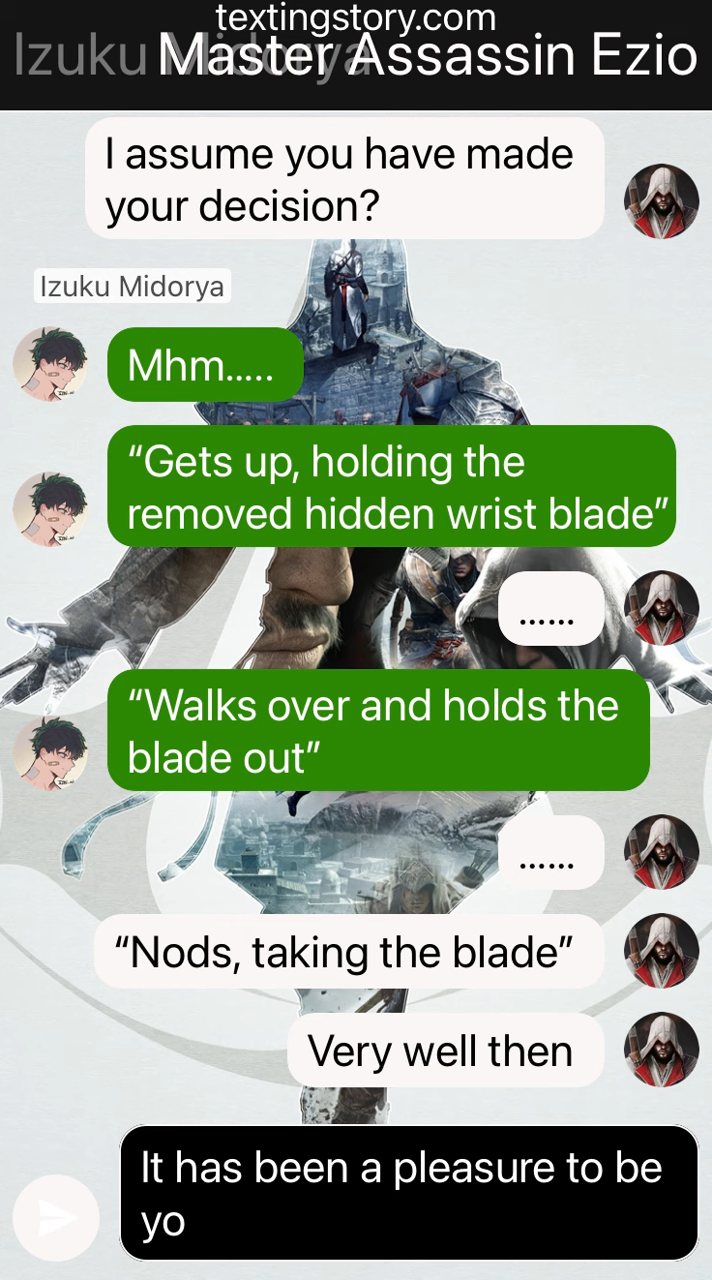 textingstory.com
Izuku Midorya
Master Assassin Ezio
I assume you have made
your decision?
Izuku Midorya
Mhm.....
“Gets up, holding the
removed hidden wrist blade”
......
“Walks over and holds the
blade out”
......
“Nods, taking the blade”
Very well then
It has been a pleasure to be
yo